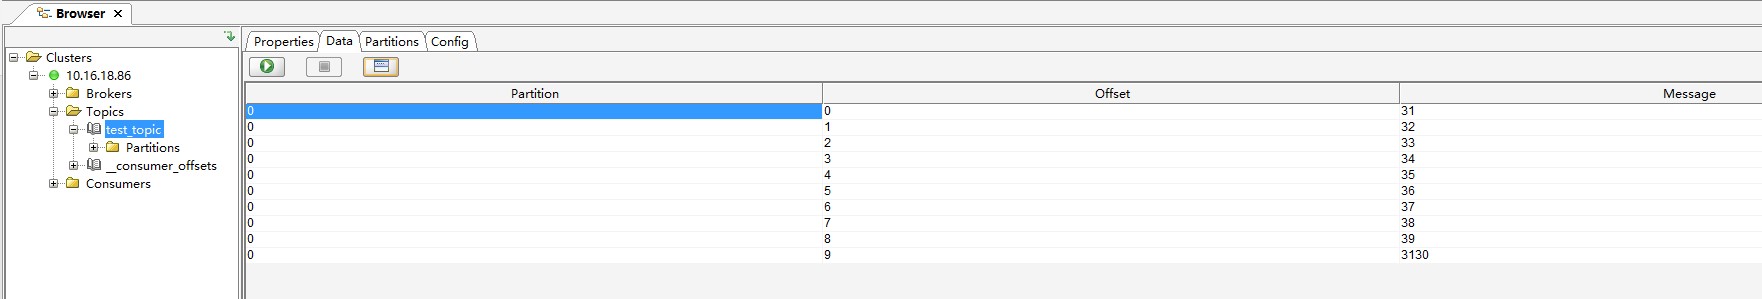 Browser
Clusters
10.16.18.86
Brokers
Topics
test_topic
Partitions
__consumer_offsets
Consumers
Properties Data Partitions Config
Partition Offset Message
0 0 31
0 1 32
0 2 33
0 3 34
0 4 35
0 5 36
0 6 37
0 7 38
0 8 39
0 9 3130